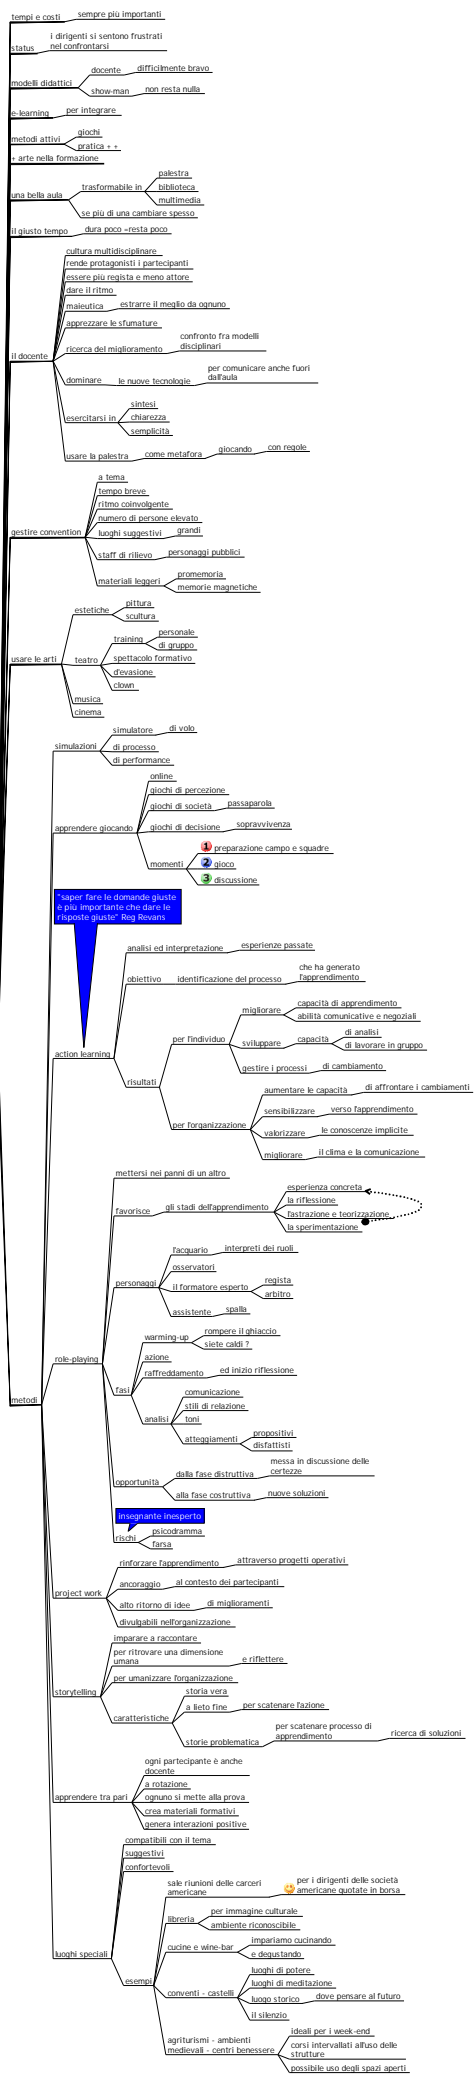 tempi e costi
sempre più importanti
status
i dirigenti si sentono frustrati
nel confrontarsi
modelli didattici
docente
difficilmente bravo
show-man
non resta nulla
e-learning
per integrare
metodi attivi
giochi
pratica + +
+ arte nella formazione
una bella aula
trasformabile in
palestra
biblioteca
multimedia
se più di una cambiare spesso
il giusto tempo
dura poco =resta poco
il docente
cultura multidisciplinare
rende protagonisti i partecipanti
essere più regista e meno attore
dare il ritmo
maieutica
estrarre il meglio da ognuno
apprezzare le sfumature
ricerca del miglioramento
confronto fra modelli
disciplinari
dominare
le nuove tecnologie
per comunicare anche fuori
dall'aula
esercitarsi in
sintesi
chiarezza
semplicità
usare la palestra
come metafora
giocando
con regole
gestire convention
a tema
tempo breve
ritmo coinvolgente
numero di persone elevato
luoghi suggestivi
grandi
staff di rilievo
personaggi pubblici
materiali leggeri
promemoria
memorie magnetiche
usare le arti
estetiche
pittura
scultura
teatro
training
personale
di gruppo
spettacolo formativo
d'evasione
clown
musica
cinema
metodi
simulazioni
simulatore
di volo
di processo
di performance
apprendere giocando
online
giochi di percezione
giochi di società
passaparola
giochi di decisione
sopravvivenza
momenti
1 preparazione campo e squadre
2 gioco
3 discussione
"saper fare le domande giuste
è più importante che dare le
risposte giuste" Reg Revans
action learning
analisi ed interpretazione
esperienze passate
obiettivo
identificazione del processo
che ha generato
l'apprendimento
risultati
per l'individuo
migliorare
capacità di apprendimento
abilità comunicative e negoziali
sviluppare
capacità
di analisi
di lavorare in gruppo
gestire i processi
di cambiamento
per l'organizzazione
aumentare le capacità
di affrontare i cambiamenti
sensibilizzare
verso l'apprendimento
valorizzare
le conoscenze implicite
migliorare
il clima e la comunicazione
role-playing
mettersi nei panni di un altro
favorisce
gli stadi dell'apprendimento
esperienza concreta
la riflessione
l'astrazione e teorizzazione
la sperimentazione
personaggi
l'acquario
interpreti dei ruoli
osservatori
il formatore esperto
regista
arbitro
assistente
spalla
fasi
warming-up
rompere il ghiaccio
siete caldi ?
azione
raffreddamento
ed inizio riflessione
analisi
comunicazione
stili di relazione
toni
atteggiamenti
propositivi
disfattisti
opportunità
dalla fase distruttiva
messa in discussione delle
certezze
alla fase costruttiva
nuove soluzioni
insegnante inesperto
rischi
psicodramma
farsa
project work
rinforzare l'apprendimento
attraverso progetti operativi
ancoraggio
al contesto dei partecipanti
alto ritorno di idee
di miglioramenti
divulgabili nell'organizzazione
storytelling
imparare a raccontare
per ritrovare una dimensione
umana
e riflettere
per umanizzare l'organizzazione
caratteristiche
storia vera
a lieto fine
per scatenare l'azione
storie problematica
per scatenare processo di
apprendimento
ricerca di soluzioni
apprendere tra pari
ogni partecipante è anche
docente
a rotazione
ognuno si mette alla prova
crea materiali formativi
genera interazioni positive
luoghi speciali
compatibili con il tema
suggestivi
confortevoli
esempi
sale riunioni delle carceri
americane
per i dirigenti delle società
americane quotate in borsa
libreria
per immagine culturale
ambiente riconoscibile
cucine e wine-bar
impariamo cucinando
e degustando
conventi - castelli
luoghi di potere
luoghi di meditazione
luogo storico
dove pensare al futuro
il silenzio
agriturismi - ambienti
medievali - centri benessere
ideali per i week-end
corsi intervallati all'uso delle
strutture
possibile uso degli spazi aperti